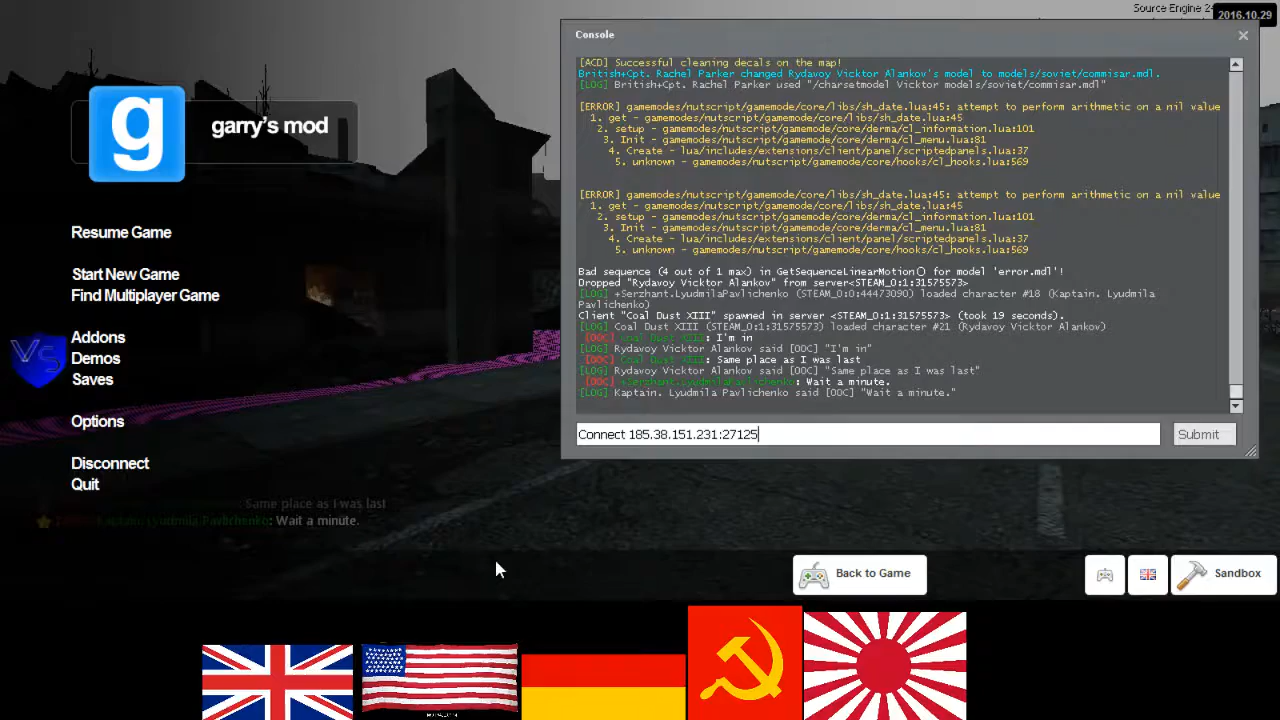 Source Engine 2
2016.10.29
Console
[ACD] Successful cleaning decals on the map!
British+Cpt. Rachel Parker changed Rydavoy Vicktor Alankov's model to models/soviet/commisar.mdl.
[LOG] British+Cpt. Rachel Parker used "/charsetmodel Vicktor models/soviet/commisar.mdl"
[ERROR] gamemodes/nutscript/gamemode/core/libs/sh_date.lua:45: attempt to perform arithmetic on a nil value
1. get - gamemodes/nutscript/gamemode/core/libs/sh_date.lua:45
2. setup - gamemodes/nutscript/gamemode/core/derma/cl_information.lua:101
3. Init - gamemodes/nutscript/gamemode/core/derma/cl_menu.lua:81
4. Create - lua/includes/extensions/client/panel/scriptedpanels.lua:37
5. unknown - gamemodes/nutscript/gamemode/core/hooks/cl_hooks.lua:569
[ERROR] gamemodes/nutscript/gamemode/core/libs/sh_date.lua:45: attempt to perform arithmetic on a nil value
1. get - gamemodes/nutscript/gamemode/core/libs/sh_date.lua:45
2. setup - gamemodes/nutscript/gamemode/core/derma/cl_information.lua:101
3. Init - gamemodes/nutscript/gamemode/core/derma/cl_menu.lua:81
4. Create - lua/includes/extensions/client/panel/scriptedpanels.lua:37
5. unknown - gamemodes/nutscript/gamemode/core/hooks/cl_hooks.lua:569
Bad sequence (4 out of 1 max) in GetSequenceLinearMotion() for model 'error.mdl'!
Dropped "Rydavoy Vicktor Alankov" from server<STEAM_0:1:31575573>
[LOG] +Serzhant.LyudmilaPavlichenko (STEAM_0:0:44473090) loaded character #18 (Kaptain. Lyudmila
Pavlichenko)
Client "Coal Dust XIII" spawned in server <STEAM_0:1:31575573> (took 19 seconds).
[LOG] Coal Dust XIII (STEAM_0:1:31575573) loaded character #21 (Rydavoy Vicktor Alankov)
[OOC] Coal Dust XIII: I'm in
[LOG] Rydavoy Vicktor Alankov said [OOC] "I'm in"
[OOC] Coal Dust XIII: Same place as I was last
[LOG] Rydavoy Vicktor Alankov said [OOC] "Same place as I was last"
[OOC] +Serzhant.LyudmilaPavlichenko: Wait a minute.
[LOG] Kaptain. Lyudmila Pavlichenko said [OOC] "Wait a minute."
Connect 185.38.151.231:27125
Submit
g
garry's mod
Resume Game
Start New Game
Find Multiplayer Game
Addons
Demos
Saves
VS
Options
Disconnect
Quit
: Same place as I was last
Kaptain. Lyudmila Pavlichenko: Wait a minute.
Back to Game
Sandbox